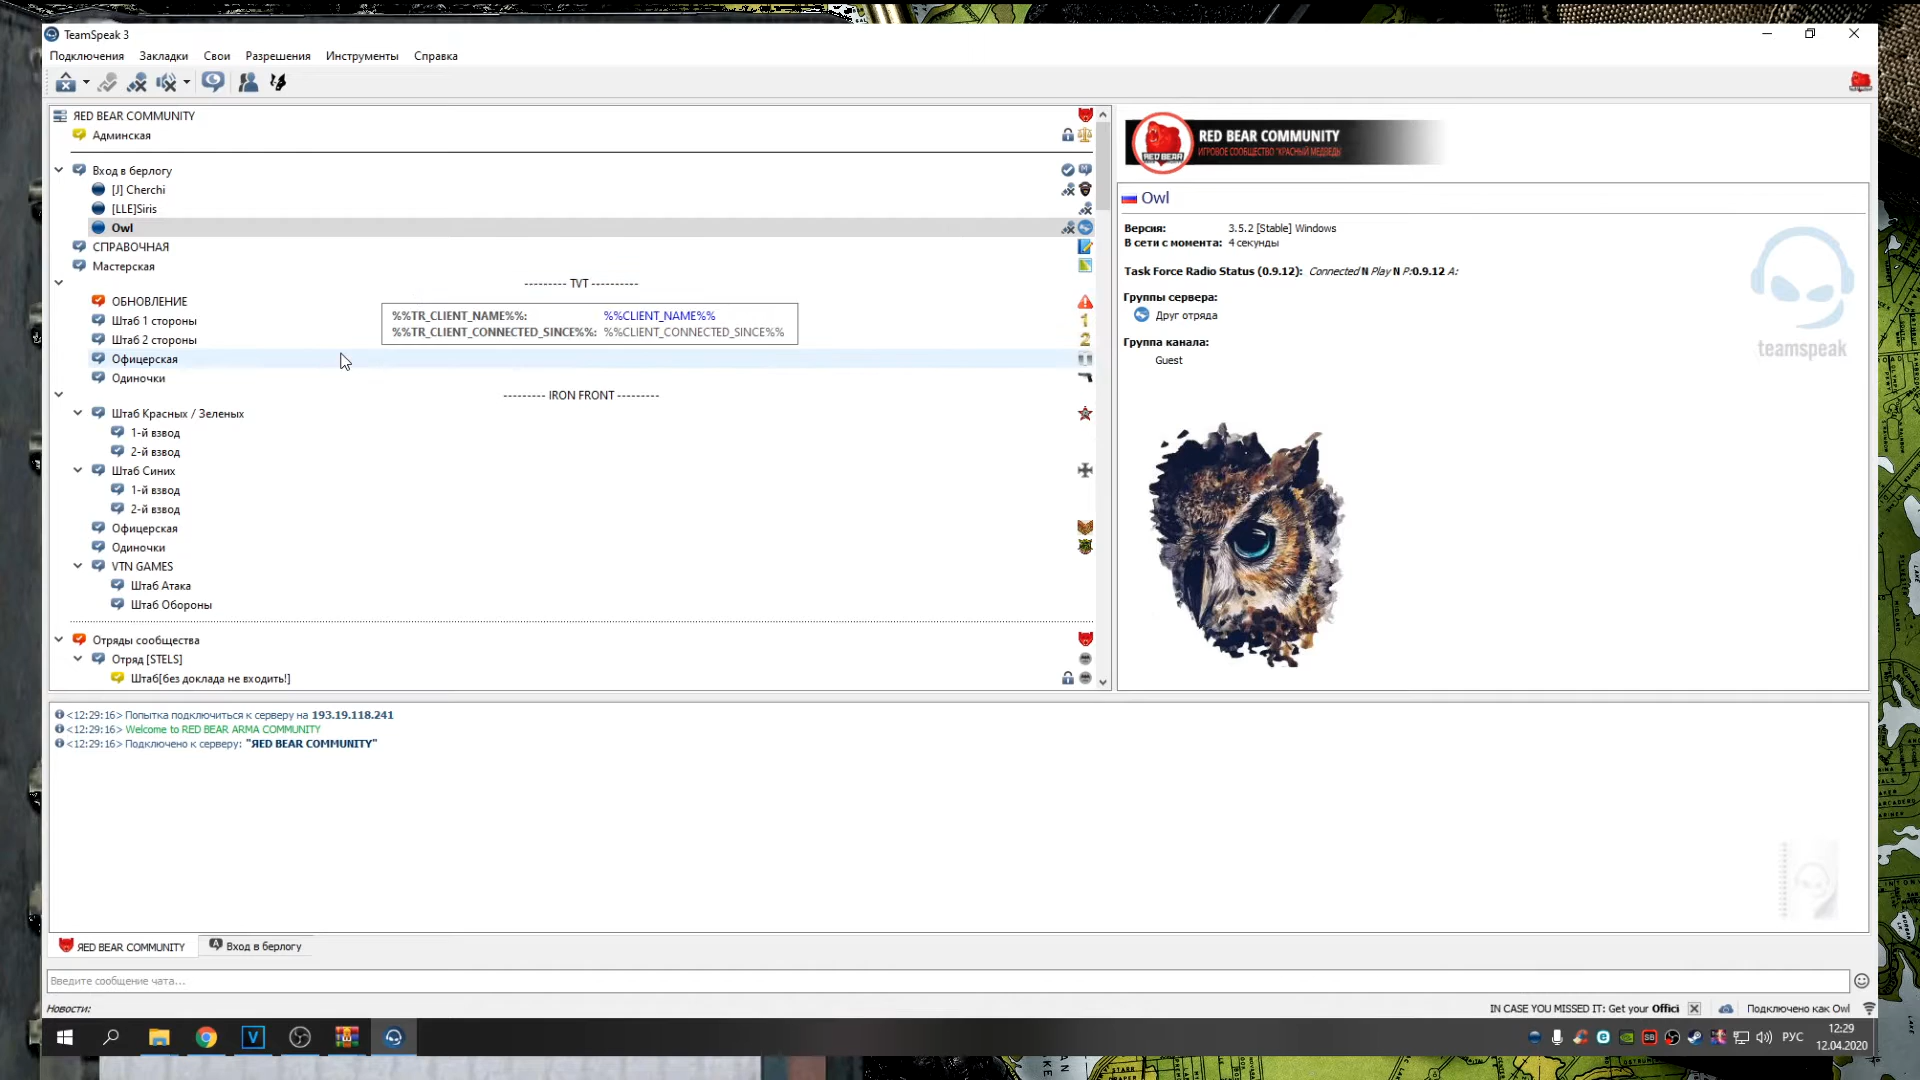 TeamSpeak 3
Подключения Закладки Свои Разрешения Инструменты Справка
ЯED BEAR COMMUNITY
Админская
Вход в берлогу
[J] Cherchi
[LLE]Siris
Owl
СПРАВОЧНАЯ
Мастерская
--------- TVT ----------
ОБНОВЛЕНИЕ
Штаб 1 стороны
Штаб 2 стороны
Офицерская
Одиночки
%%TR_CLIENT_NAME%%: %%CLIENT_NAME%%
%%TR_CLIENT_CONNECTED_SINCE%%: %%CLIENT_CONNECTED_SINCE%%
--------- IRON FRONT ---------
Штаб Красных / Зеленых
1-й взвод
2-й взвод
Штаб Синих
1-й взвод
2-й взвод
Офицерская
Одиночки
VTN GAMES
Штаб Атака
Штаб Обороны
Отряды сообщества
Отряд [STELS]
Штаб[без доклада не входить!]
RED BEAR
RED BEAR COMMUNITY
ИГРОВОЕ СООБЩЕСТВО "КРАСНЫЙ МЕДВЕДЬ
Owl
Версия: 3.5.2 [Stable] Windows
В сети с момента: 4 секунды
Task Force Radio Status (0.9.12): Connected N Play N P:0.9.12 A:
Группы сервера:
Друг отряда
Группа канала:
Guest
teamspeak
<12:29:16> Попытка подключиться к серверу на 193.19.118.241
<12:29:16> Welcome to RED BEAR ARMA COMMUNITY
<12:29:16> Подключено к серверу: "ЯED BEAR COMMUNITY"
ЯED BEAR COMMUNITY Вход в берлогу
Введите сообщение чата...
Новости: IN CASE YOU MISSED IT: Get your Offici Подключено как Owl
РУС 12:29
12.04.2020